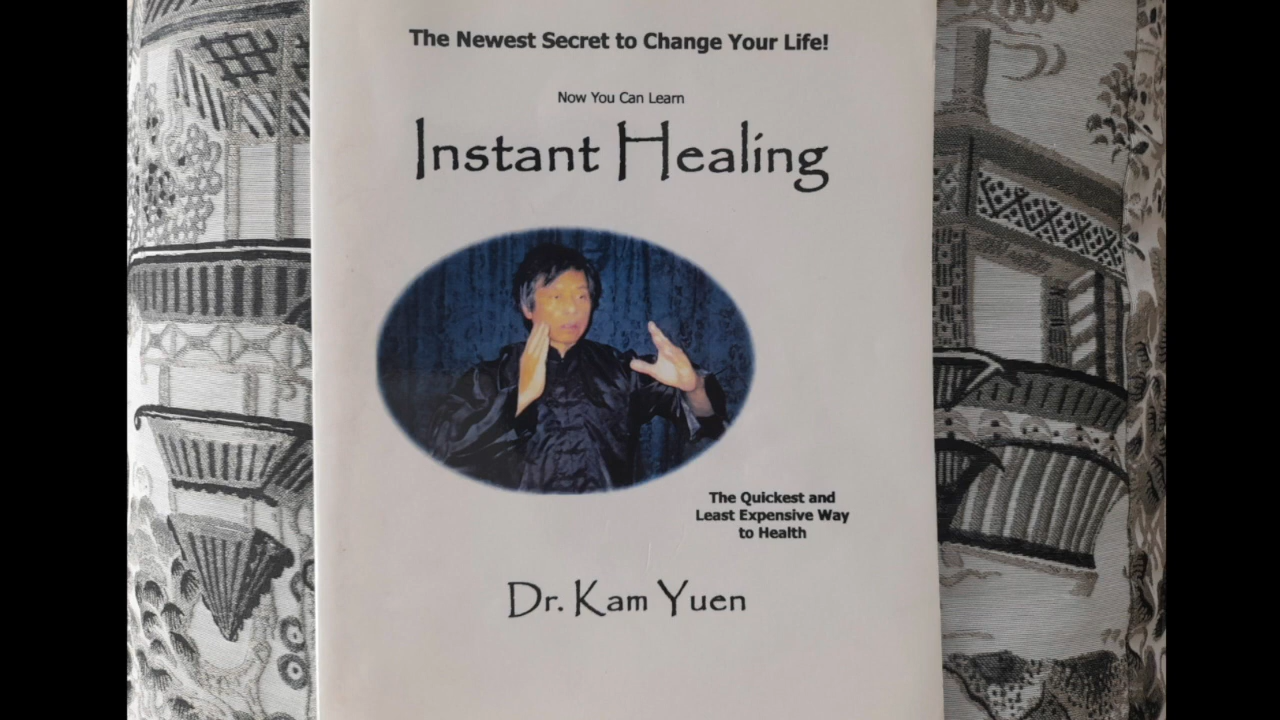 The Newest Secret to Change Your Life!
Now You Can Learn
Instant Healing
The Quickest and
Least Expensive Way
to Health
Dr. Kam Yuen